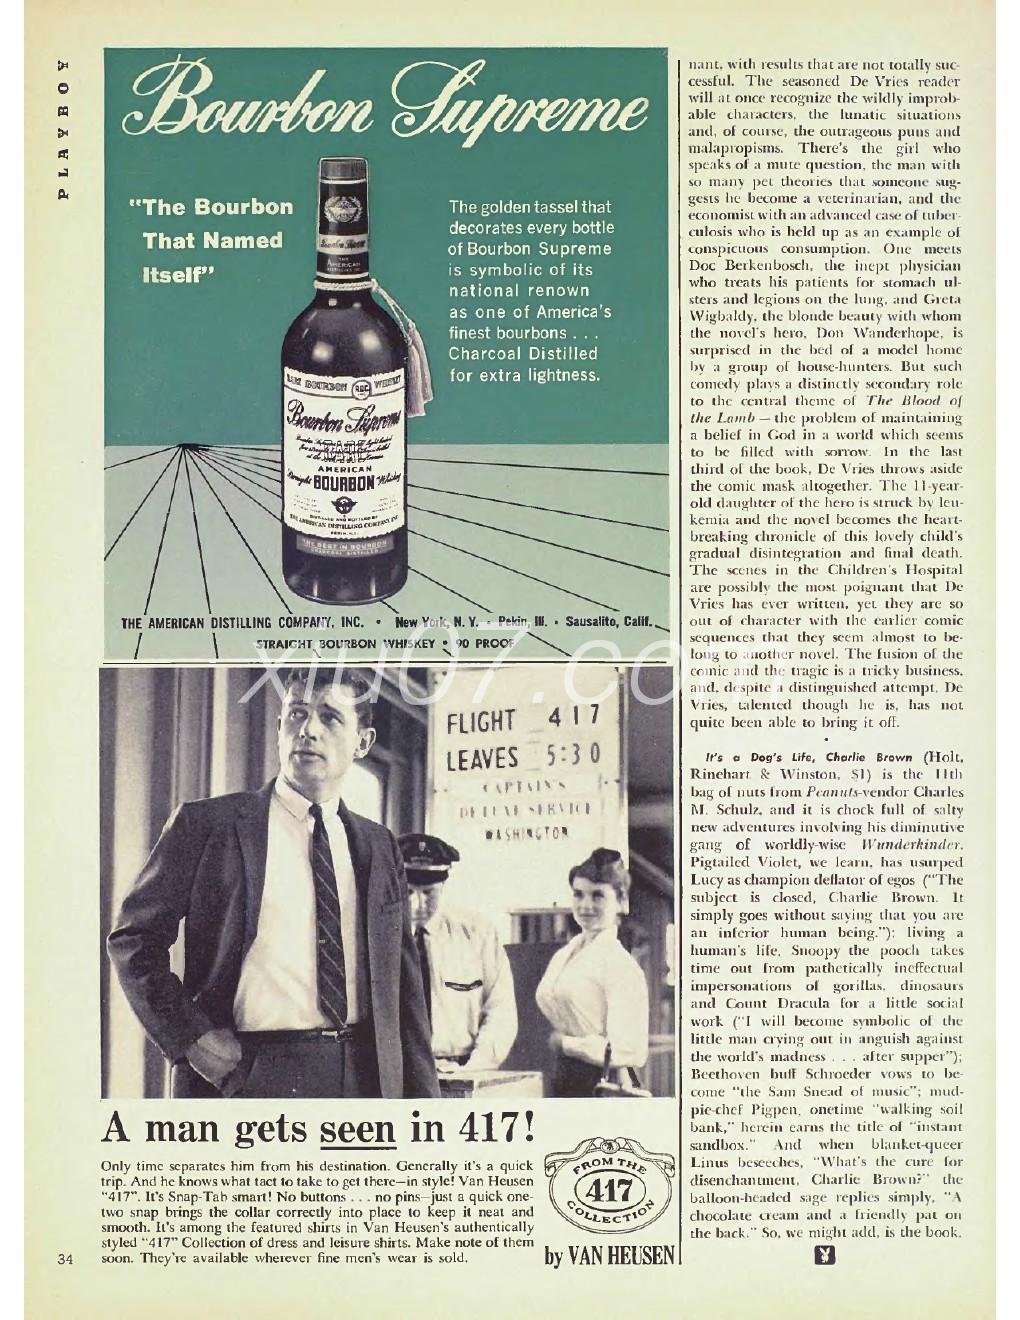 PLAYBOY
Bourbon Supreme
"The Bourbon
That Named
Itself"
The golden tassel that
decorates every bottle
of Bourbon Supreme
is symbolic of its
national renown
as one of America's
finest bourbons . . .
Charcoal Distilled
for extra lightness.
BOURBON ABC WHISKEY
Bourbon Supreme
AMERICAN
Straight BOURBON Whiskey
DISTILLED AND BOTTLED BY
THE AMERICAN DISTILLING COMPANY, INC.
PEKIN, ILL.
THE BEST IN BOURBON
CHARCOAL DISTILLED
THE AMERICAN DISTILLING COMPANY, INC. • New York, N. Y. • Pekin, Ill. • Sausalito, Calif.
STRAIGHT BOURBON WHISKEY • 90 PROOF
xiu07.com
FLIGHT 417
LEAVES 5:30
CAPTAIN'S
DELUXE SERVICE
WASHINGTON
A man gets seen in 417!
Only time separates him from his destination. Generally it's a quick
trip. And he knows what tact to take to get there—in style! Van Heusen
"417". It's Snap-Tab smart! No buttons . . . no pins—just a quick one-
two snap brings the collar correctly into place to keep it neat and
smooth. It's among the featured shirts in Van Heusen's authentically
styled "417" Collection of dress and leisure shirts. Make note of them
soon. They're available wherever fine men's wear is sold.
FROM THE
417
COLLECTION
by VAN HEUSEN
34
nant, with results that are not totally suc-
cessful. The seasoned De Vries reader
will at once recognize the wildly improb-
able characters, the lunatic situations
and, of course, the outrageous puns and
malapropisms. There's the girl who
speaks of a mute question, the man with
so many pet theories that someone sug-
gests he become a veterinarian, and the
economist with an advanced case of tuber-
culosis who is held up as an example of
conspicuous consumption. One meets
Doc Berkenbosch, the inept physician
who treats his patients for stomach ul-
sters and legions on the lung, and Greta
Wigbaldy, the blonde beauty with whom
the novel's hero, Don Wanderhope, is
surprised in the bed of a model home
by a group of house-hunters. But such
comedy plays a distinctly secondary role
to the central theme of The Blood of
the Lamb — the problem of maintaining
a belief in God in a world which seems
to be filled with sorrow. In the last
third of the book, De Vries throws aside
the comic mask altogether. The 11-year-
old daughter of the hero is struck by leu-
kemia and the novel becomes the heart-
breaking chronicle of this lovely child's
gradual disintegration and final death.
The scenes in the Children's Hospital
are possibly the most poignant that De
Vries has ever written, yet they are so
out of character with the earlier comic
sequences that they seem almost to be-
long to another novel. The fusion of the
comic and the tragic is a tricky business,
and, despite a distinguished attempt, De
Vries, talented though he is, has not
quite been able to bring it off.
•
It's a Dog's Life, Charlie Brown (Holt,
Rinehart & Winston, $1) is the 11th
bag of nuts from Peanuts-vendor Charles
M. Schulz, and it is chock full of salty
new adventures involving his diminutive
gang of worldly-wise Wunderkinder.
Pigtailed Violet, we learn, has usurped
Lucy as champion deflator of egos ("The
subject is closed, Charlie Brown. It
simply goes without saying that you are
an inferior human being."); living a
human's life, Snoopy the pooch takes
time out from pathetically ineffectual
impersonations of gorillas, dinosaurs
and Count Dracula for a little social
work ("I will become symbolic of the
little man crying out in anguish against
the world's madness . . . after supper");
Beethoven buff Schroeder vows to be-
come "the Sam Snead of music"; mud-
pie-chef Pigpen, onetime "walking soil
bank," herein earns the title of "instant
sandbox." And when blanket-queer
Linus beseeches, "What's the cure for
disenchantment, Charlie Brown?" the
balloon-headed sage replies simply, "A
chocolate cream and a friendly pat on
the back." So, we might add, is the book.